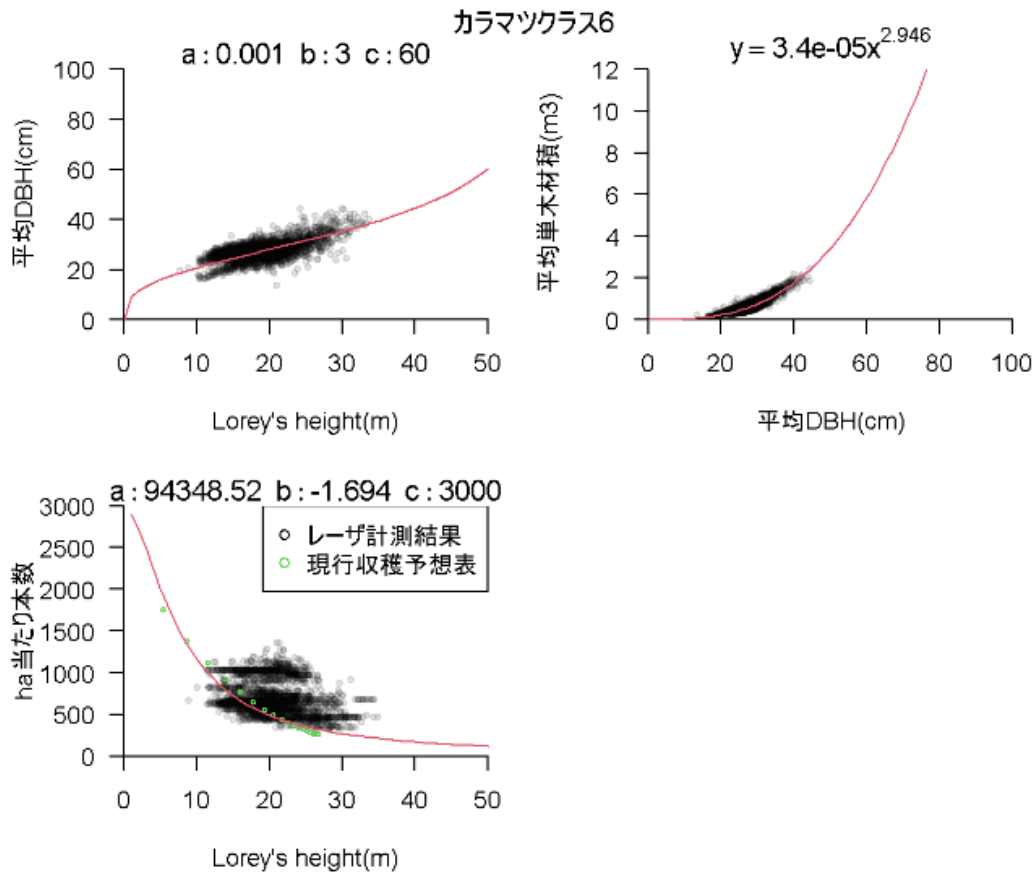 カラマツクラス6
a : 0.001 b : 3 c : 60
平均DBH(cm)
100
80
60
40
20
0
0 10 20 30 40 50
Lorey's height(m)
y = 3.4e-05x^2.946
平均単木材積(m3)
12
10
8
6
4
2
0
0 20 40 60 80 100
平均DBH(cm)
a : 94348.52 b : -1.694 c : 3000
ha当たり本数
3000
2500
2000
1500
1000
500
0
レーザ計測結果
現行収穫予想表
0 10 20 30 40 50
Lorey's height(m)